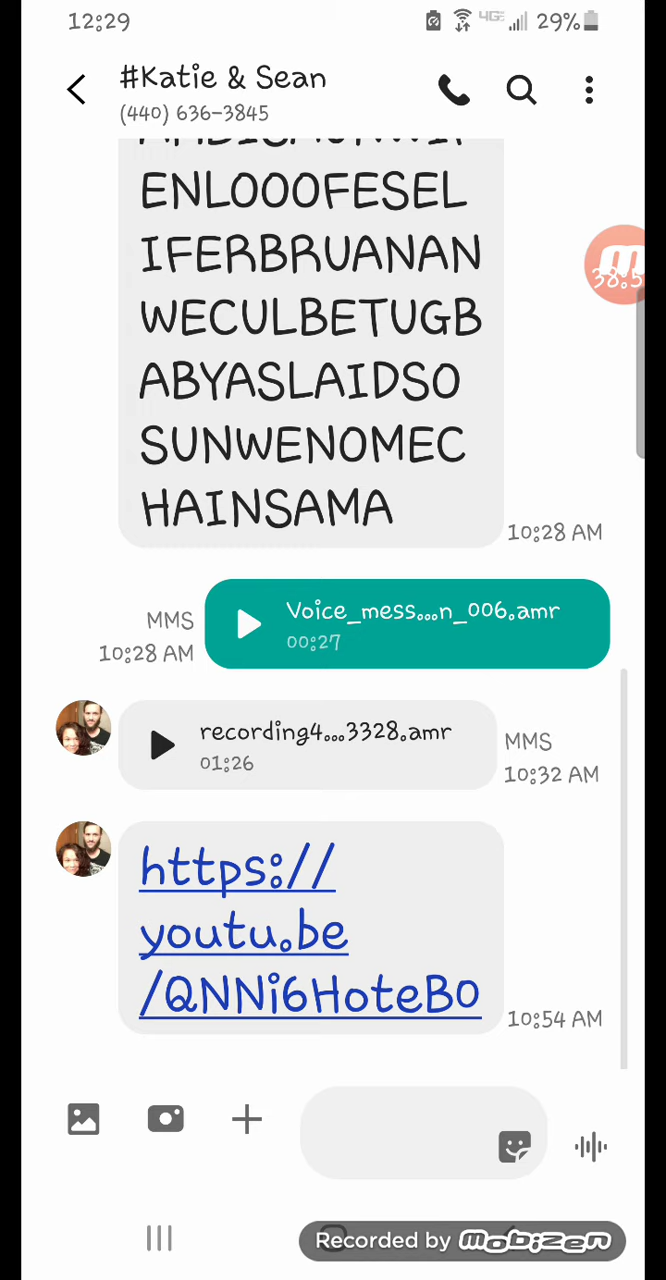 12:29
4G 29%
#Katie & Sean
(440) 636-3845
ENLOOOFESEL
IFERBRUANAN
WECULBETUGB
ABYASLAIDSO
SUNWENOMEC
HAINSAMA
10:28 AM
Voice_mess...n_006.amr
00:27
MMS
10:28 AM
recording4...3328.amr
01:26
MMS
10:32 AM
https://
youtu.be
/QNNi6HoteB0
10:54 AM
Recorded by mobizen